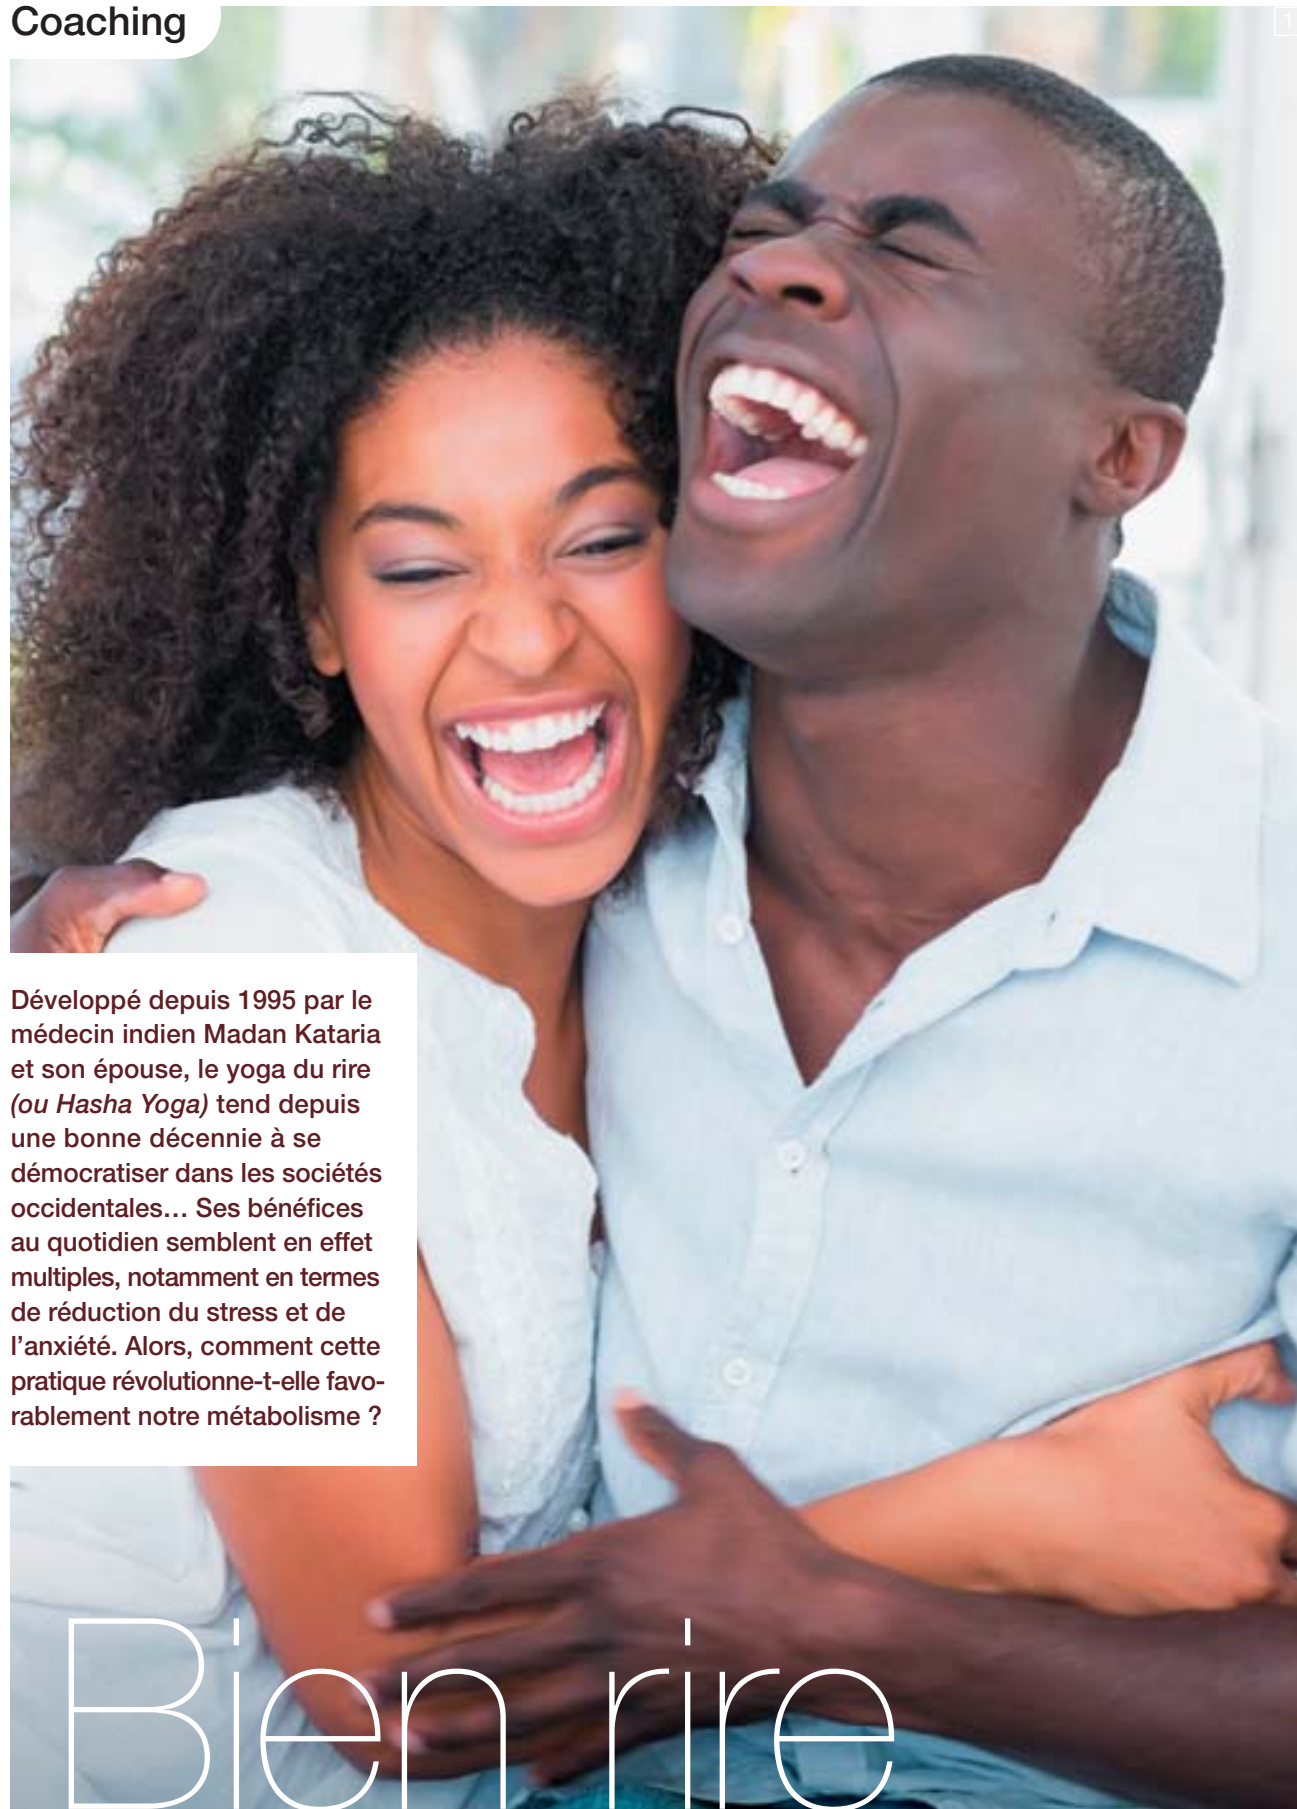 Coaching
1
Développé depuis 1995 par le
médecin indien Madan Kataria
et son épouse, le yoga du rire
(ou Hasha Yoga) tend depuis
une bonne décennie à se
démocratiser dans les sociétés
occidentales… Ses bénéfices
au quotidien semblent en effet
multiples, notamment en termes
de réduction du stress et de
l’anxiété. Alors, comment cette
pratique révolutionne-t-elle favo-
rablement notre métabolisme ?
Bien rire